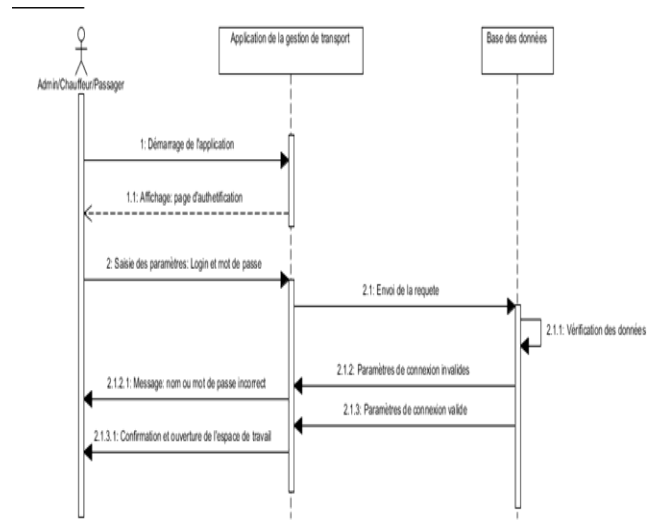 Application de la gestion de transport
Base des données
Admin/Chauffeur/Passager
1: Démarrage de l'application
1.1: Affichage: page d'authetification
2: Saisie des paramètres: Login et mot de passe
2.1: Envoi de la requete
2.1.1: Vérification des données
2.1.2: Paramètres de connexion invalides
2.1.2.1: Message: nom ou mot de passe incorrect
2.1.3: Paramètres de connexion valide
2.1.3.1: Confirmation et ouverture de l'espace de travail